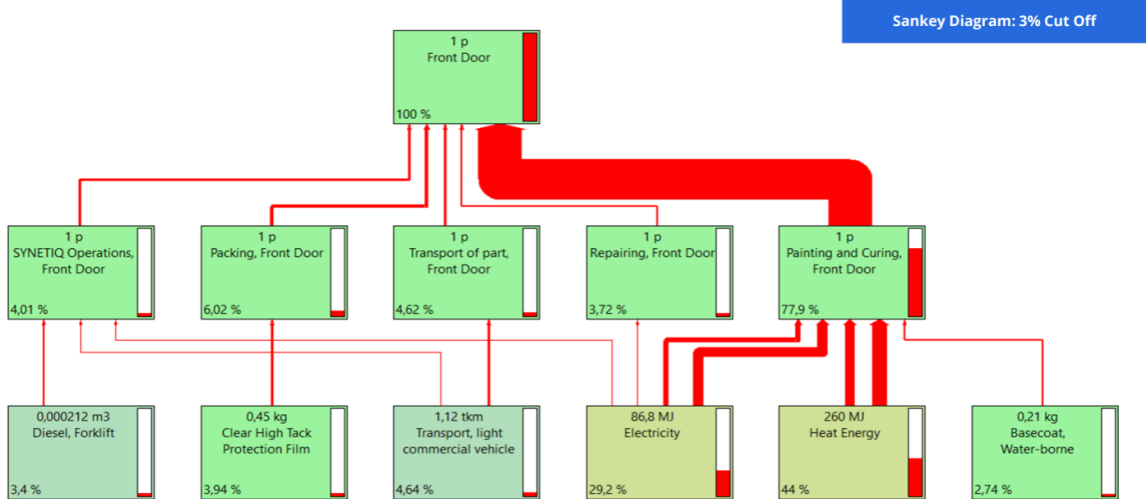 Sankey Diagram: 3% Cut Off
1 p
Front Door
100 %
1 p
SYNETIQ Operations,
Front Door
4,01 %
1 p
Packing, Front Door
6,02 %
1 p
Transport of part,
Front Door
4,62 %
1 p
Repairing, Front Door
3,72 %
1 p
Painting and Curing,
Front Door
77,9 %
0,000212 m3
Diesel, Forklift
3,4 %
0,45 kg
Clear High Tack
Protection Film
3,94 %
1,12 tkm
Transport, light
commercial vehicle
4,64 %
86,8 MJ
Electricity
29,2 %
260 MJ
Heat Energy
44 %
0,21 kg
Basecoat,
Water-borne
2,74 %